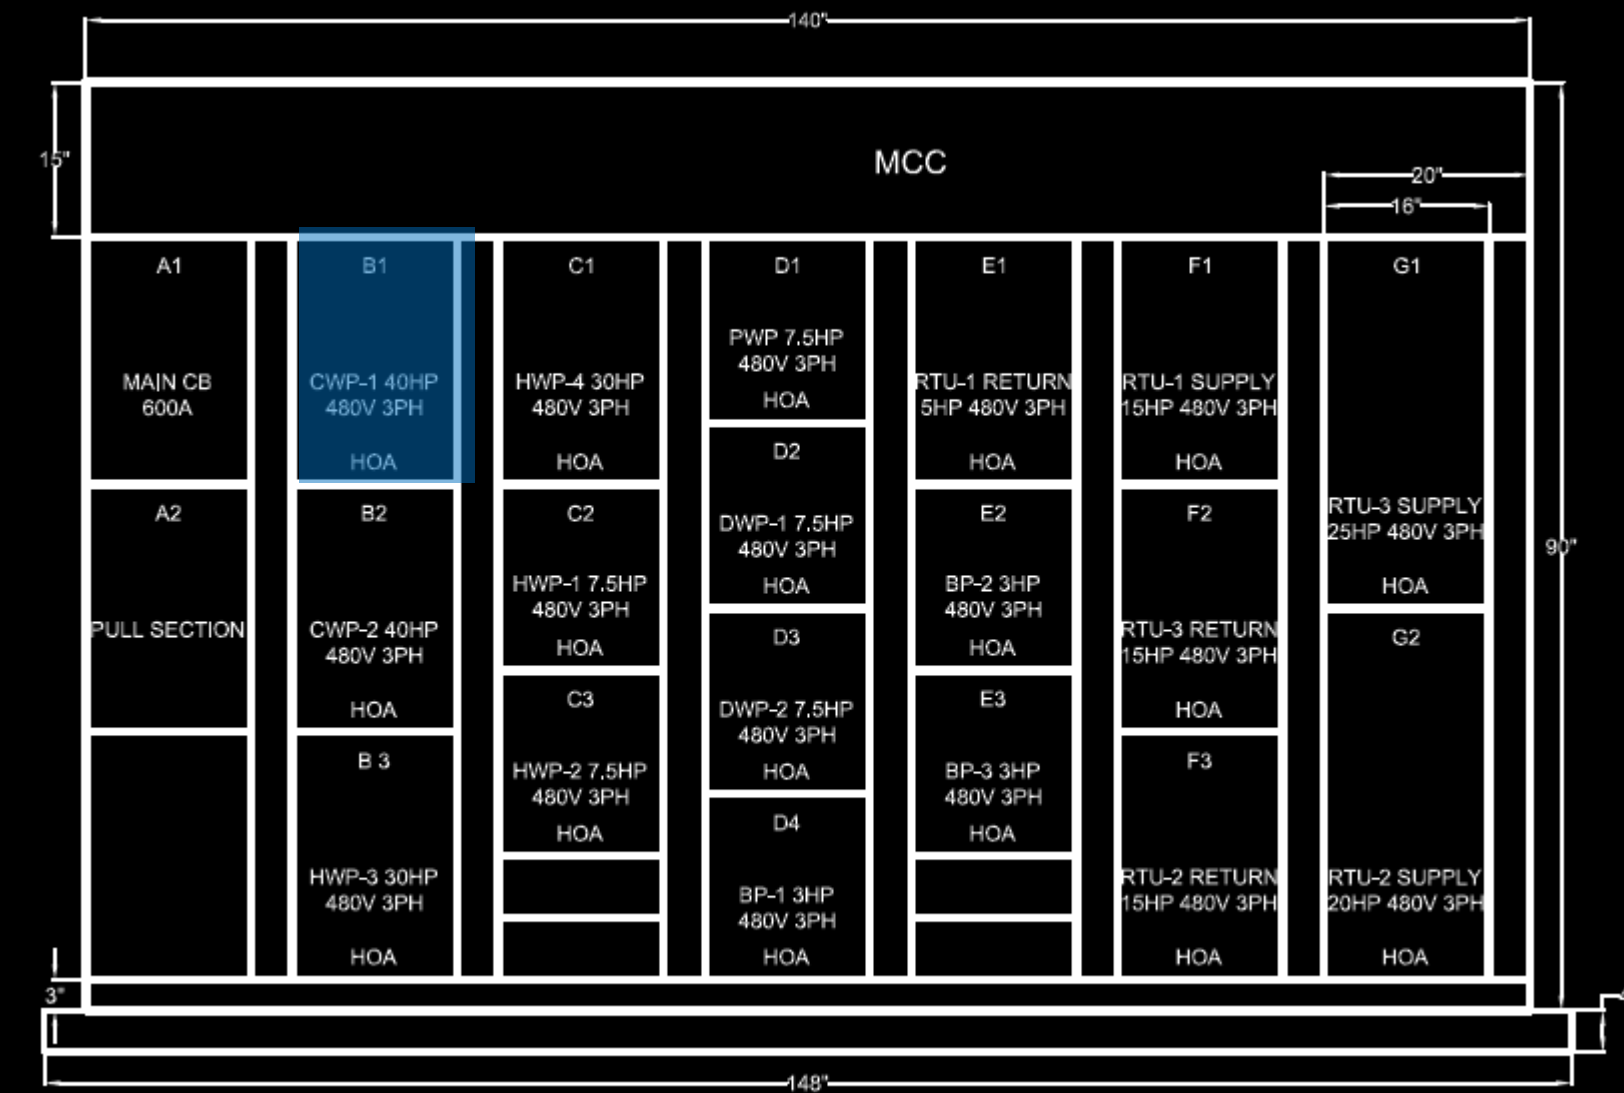 140"
15"
MCC
20"
16"
A1
MAIN CB
600A
A2
PULL SECTION
B1
CWP-1 40HP
480V 3PH
HOA
B2
CWP-2 40HP
480V 3PH
HOA
B 3
HWP-3 30HP
480V 3PH
HOA
C1
HWP-4 30HP
480V 3PH
HOA
C2
HWP-1 7.5HP
480V 3PH
HOA
C3
HWP-2 7.5HP
480V 3PH
HOA
D1
PWP 7.5HP
480V 3PH
HOA
D2
DWP-1 7.5HP
480V 3PH
HOA
D3
DWP-2 7.5HP
480V 3PH
HOA
D4
BP-1 3HP
480V 3PH
HOA
E1
RTU-1 RETURN
5HP 480V 3PH
HOA
E2
BP-2 3HP
480V 3PH
HOA
E3
BP-3 3HP
480V 3PH
HOA
F1
RTU-1 SUPPLY
15HP 480V 3PH
HOA
F2
RTU-3 RETURN
15HP 480V 3PH
HOA
F3
RTU-2 RETURN
15HP 480V 3PH
HOA
G1
RTU-3 SUPPLY
25HP 480V 3PH
HOA
G2
RTU-2 SUPPLY
20HP 480V 3PH
HOA
90"
3"
148"